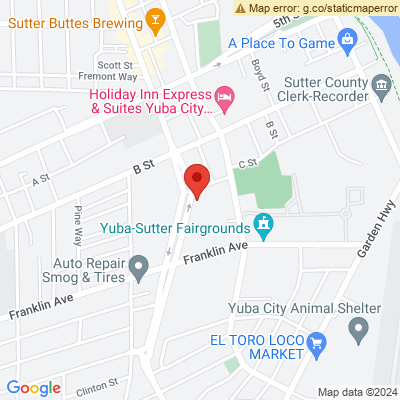 Map error: g.co/staticmaperror
Sutter Buttes Brewing
5th St
A Place To Game
Scott St
Fremont Way
Boyd St
Sutter County
Clerk-Recorder
Holiday Inn Express
& Suites Yuba City...
B St
B St
C St
A St
Pine Way
Garden Hwy
Yuba-Sutter Fairgrounds
Franklin Ave
Auto Repair
Smog & Tires
Franklin Ave
Yuba City Animal Shelter
EL TORO LOCO
MARKET
Clinton St
Google
Map data ©2024